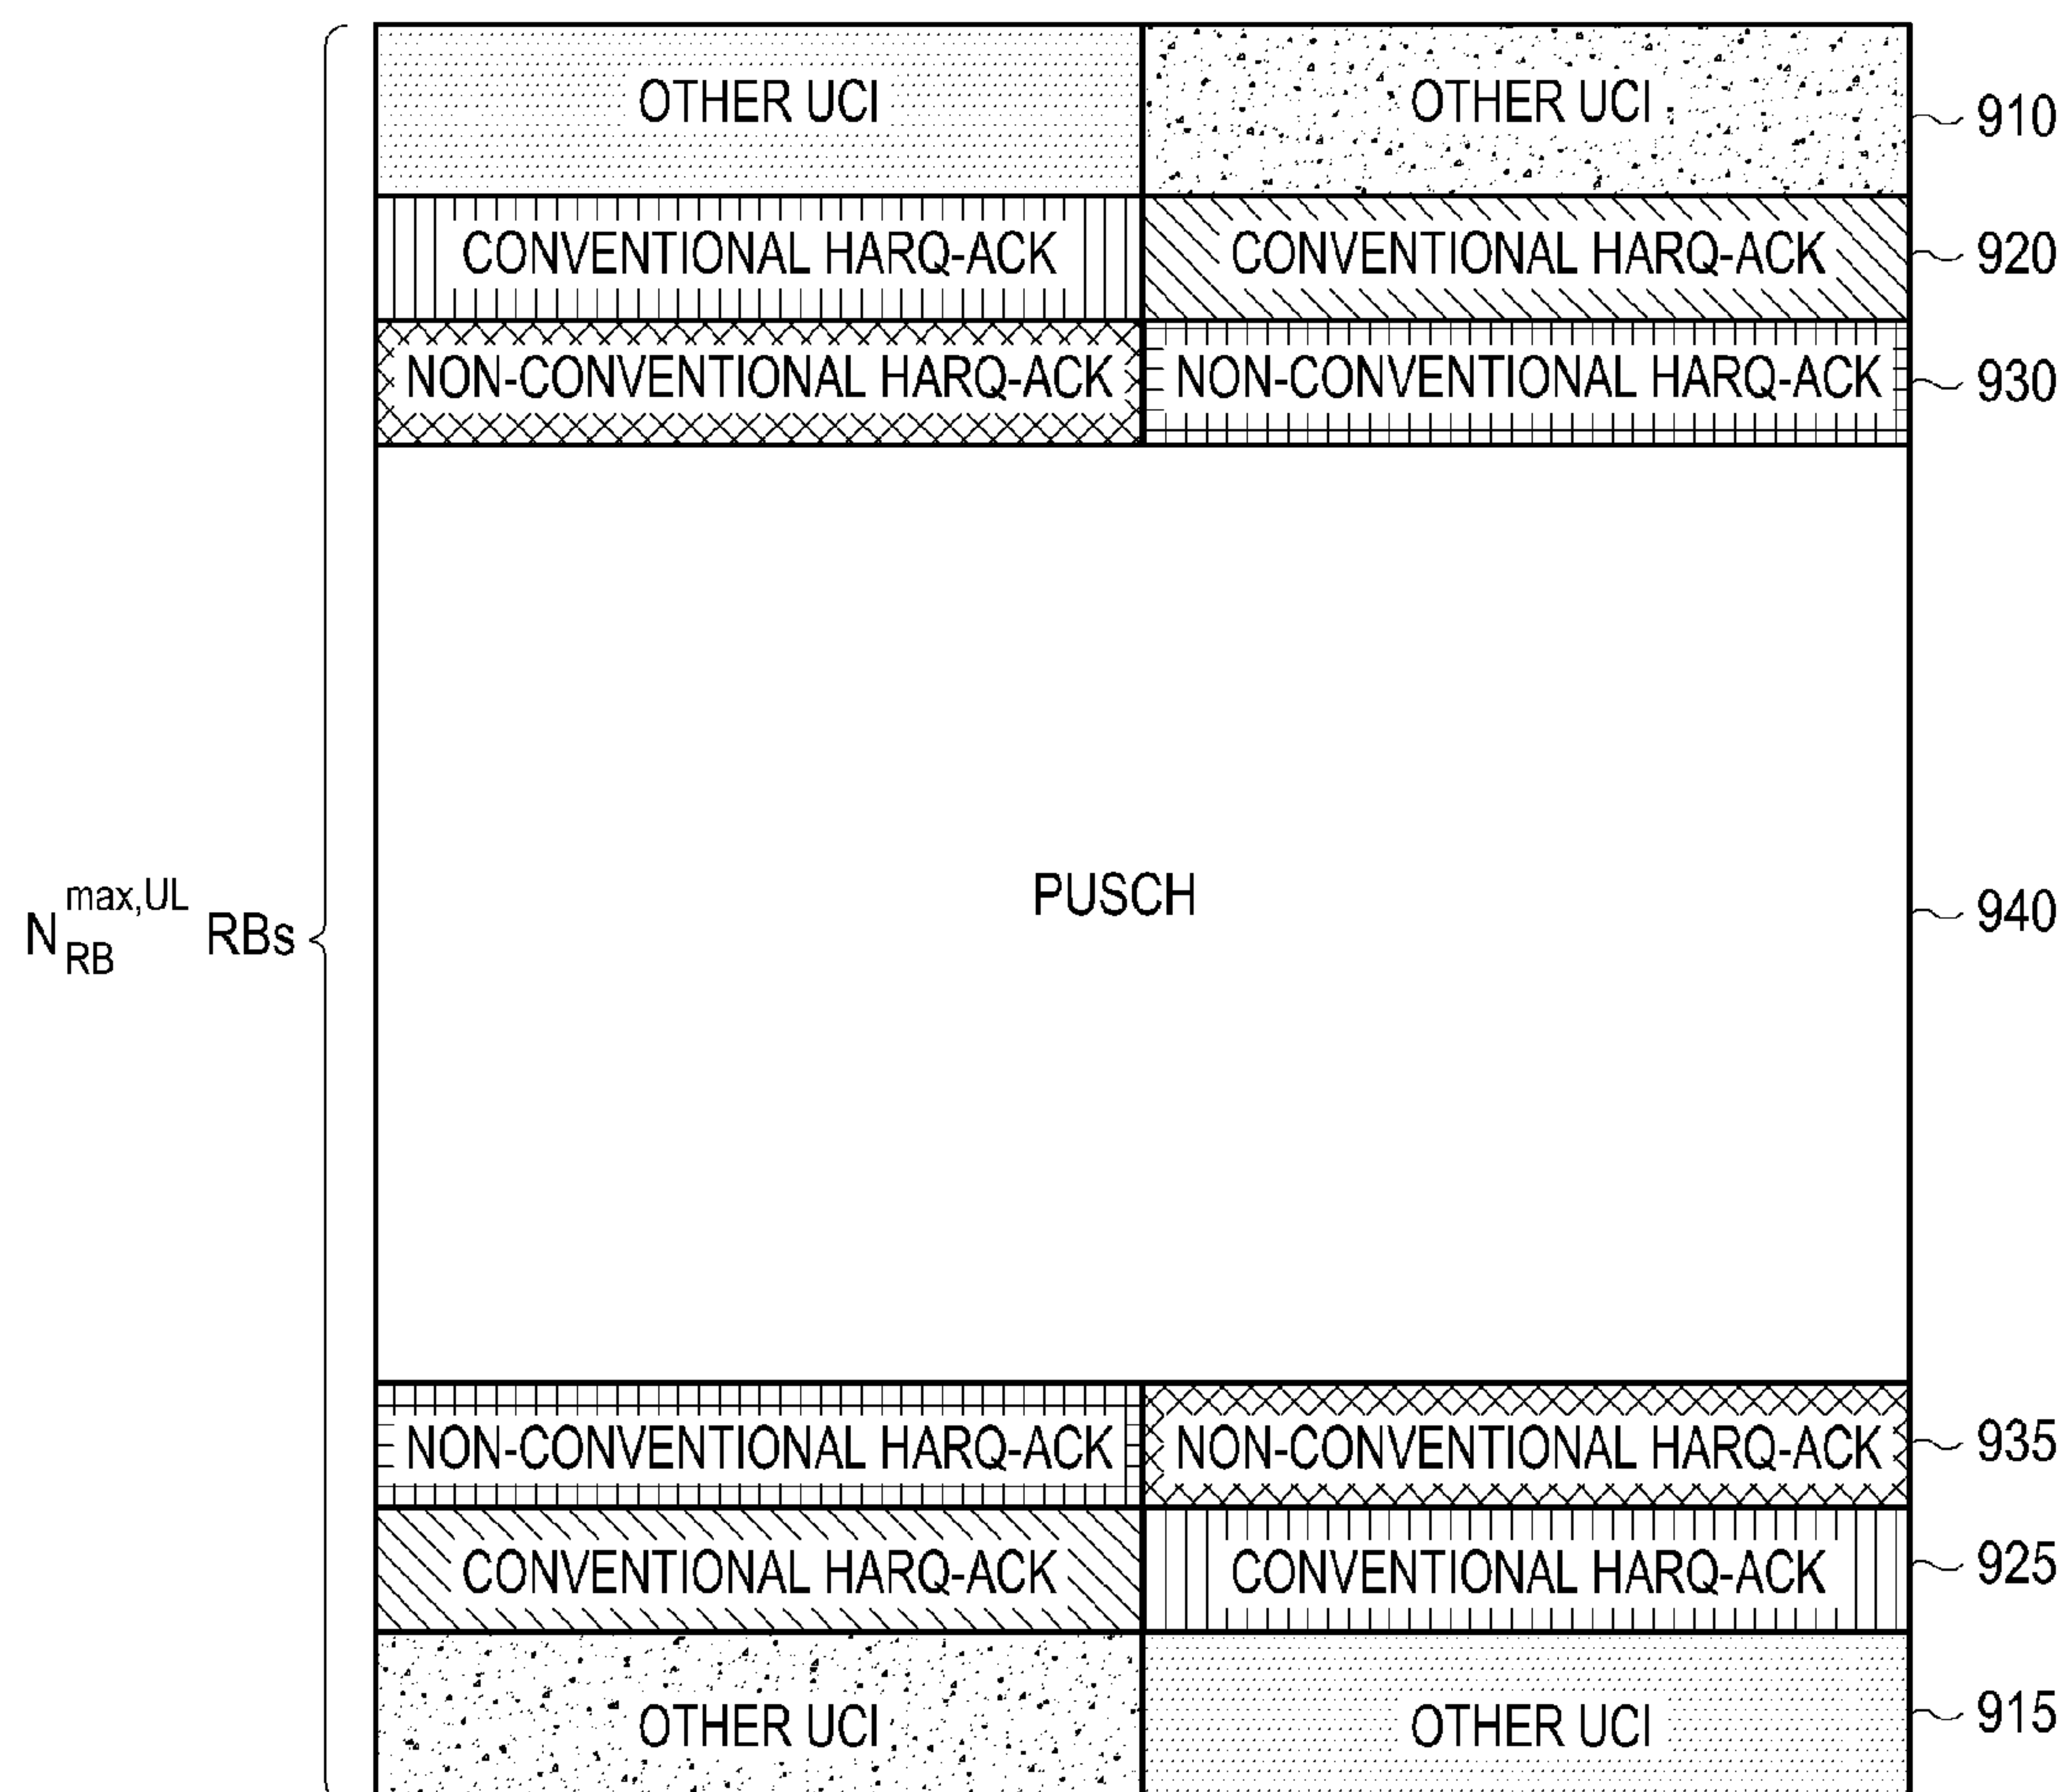 OTHER UCI OTHER UCI 910
CONVENTIONAL HARQ-ACK CONVENTIONAL HARQ-ACK 920
NON-CONVENTIONAL HARQ-ACK NON-CONVENTIONAL HARQ-ACK 930
N max,UL RB RBs PUSCH 940
NON-CONVENTIONAL HARQ-ACK NON-CONVENTIONAL HARQ-ACK 935
CONVENTIONAL HARQ-ACK CONVENTIONAL HARQ-ACK 925
OTHER UCI OTHER UCI 915